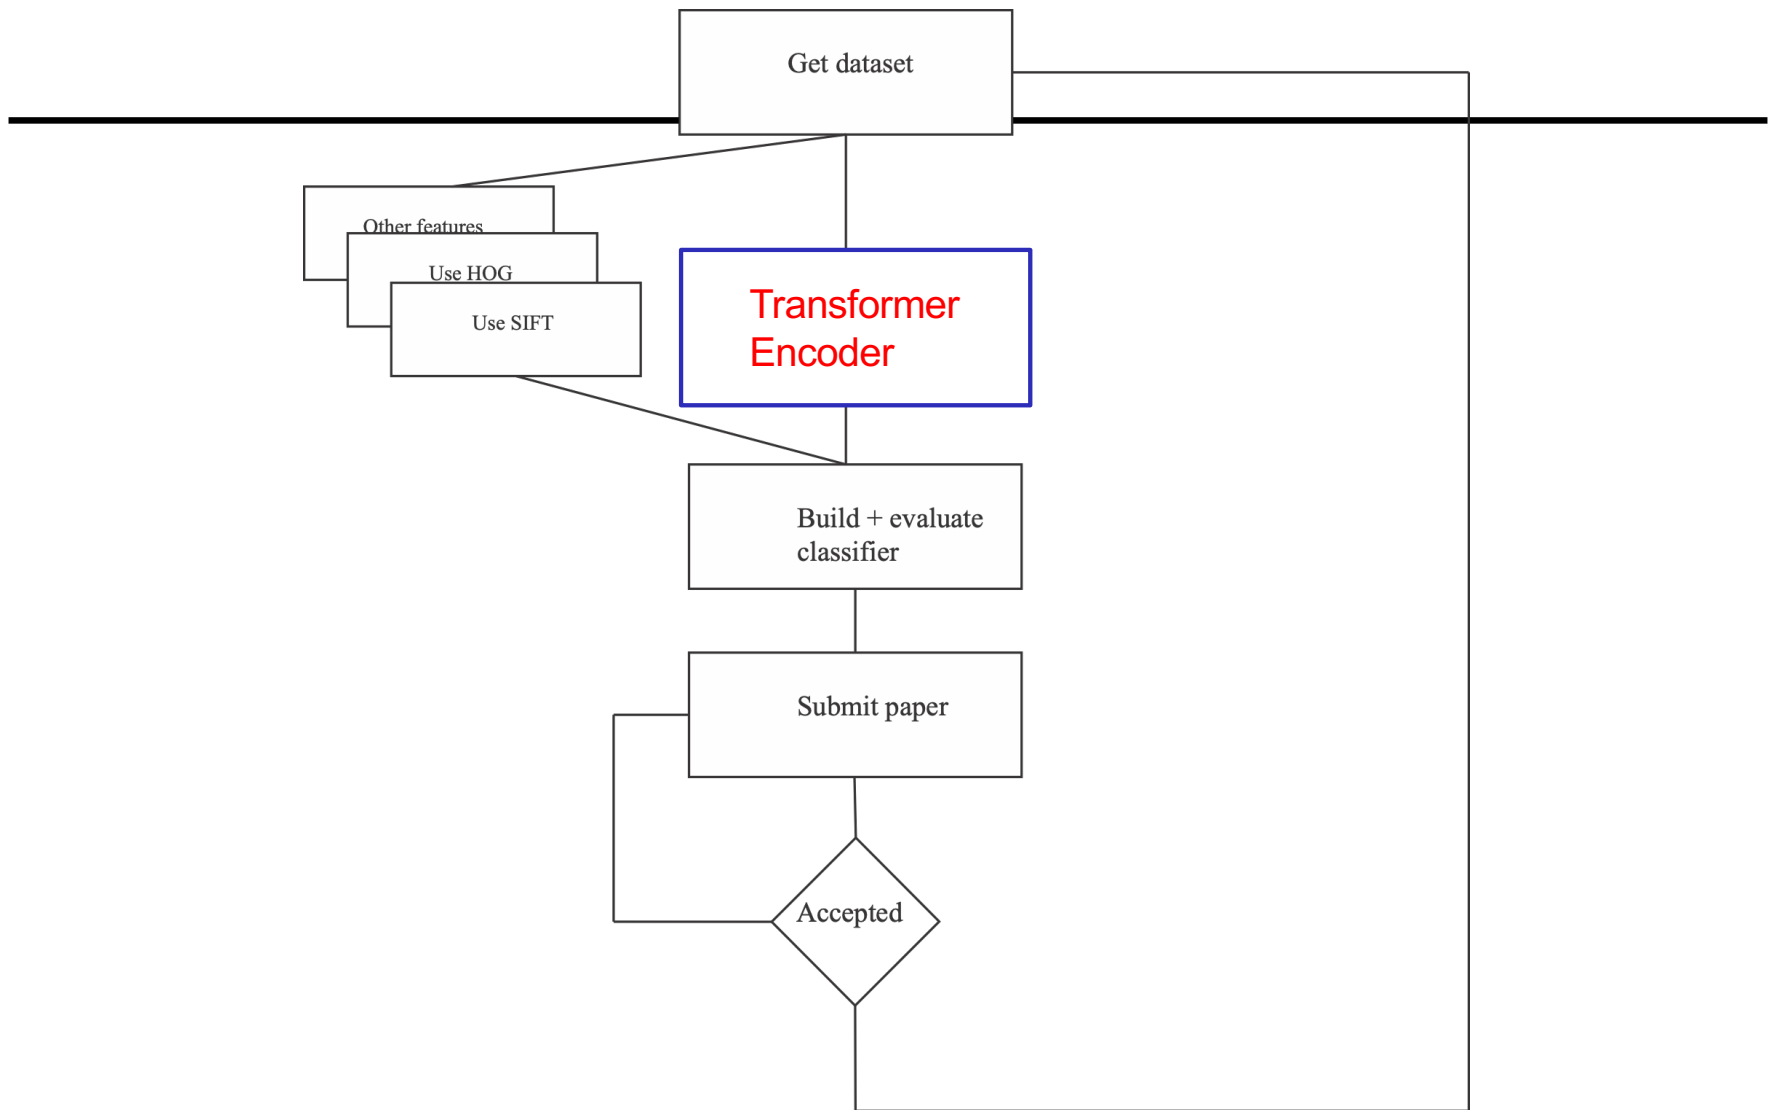 Get dataset
Other features
Use HOG
Use SIFT
Transformer
Encoder
Build + evaluate
classifier
Submit paper
Accepted